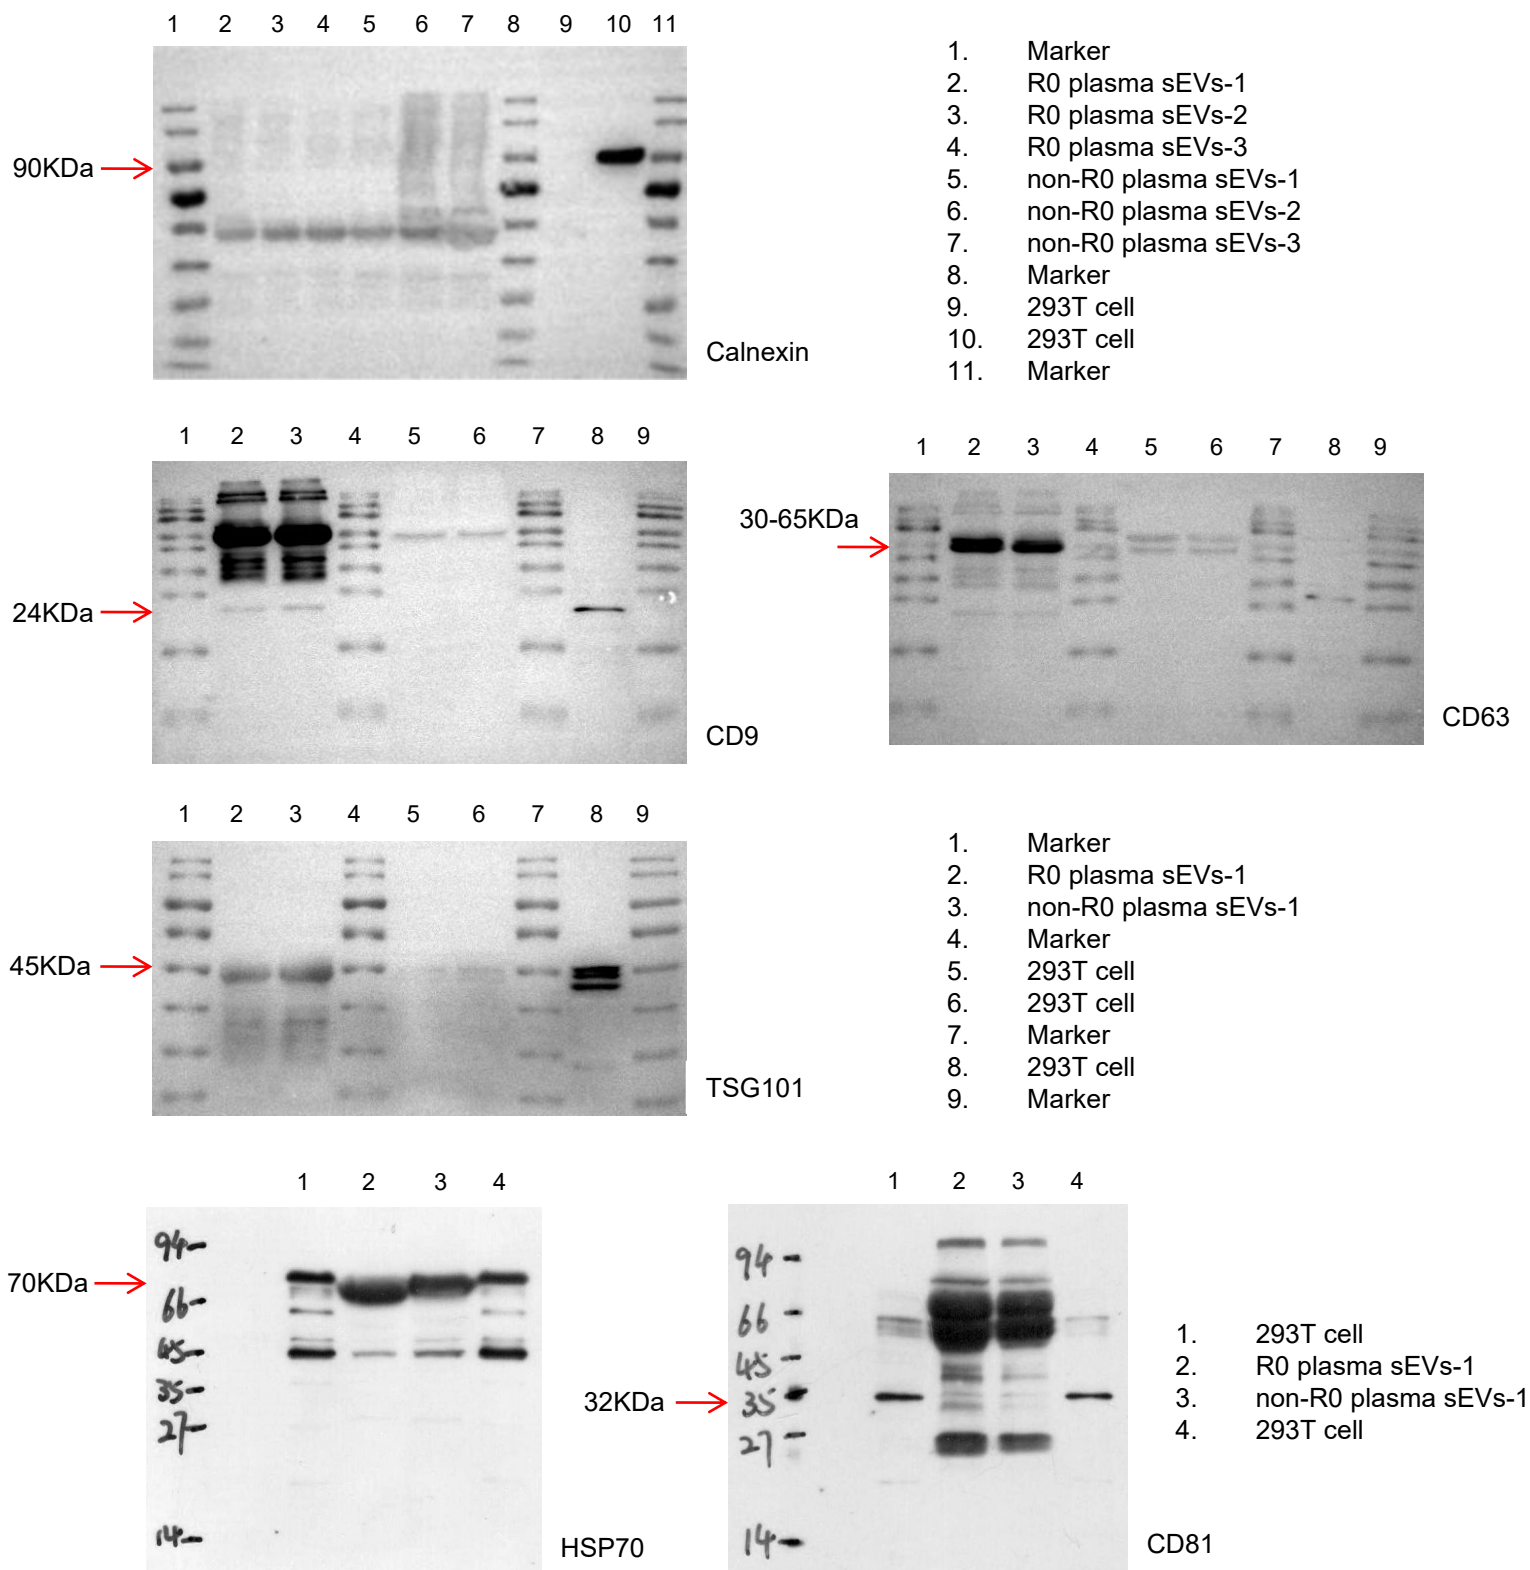 1 2 3 4 5 6 7 8 9 10 11
90KDa
Calnexin
1. Marker
2. R0 plasma sEVs-1
3. R0 plasma sEVs-2
4. R0 plasma sEVs-3
5. non-R0 plasma sEVs-1
6. non-R0 plasma sEVs-2
7. non-R0 plasma sEVs-3
8. Marker
9. 293T cell
10. 293T cell
11. Marker
1 2 3 4 5 6 7 8 9
24KDa
CD9
1 2 3 4 5 6 7 8 9
30-65KDa
CD63
1 2 3 4 5 6 7 8 9
45KDa
TSG101
1. Marker
2. R0 plasma sEVs-1
3. non-R0 plasma sEVs-1
4. Marker
5. 293T cell
6. 293T cell
7. Marker
8. 293T cell
9. Marker
1 2 3 4
94
70KDa
66
45
35
27
14
HSP70
1 2 3 4
94
66
45
32KDa
35
27
14
CD81
1. 293T cell
2. R0 plasma sEVs-1
3. non-R0 plasma sEVs-1
4. 293T cell